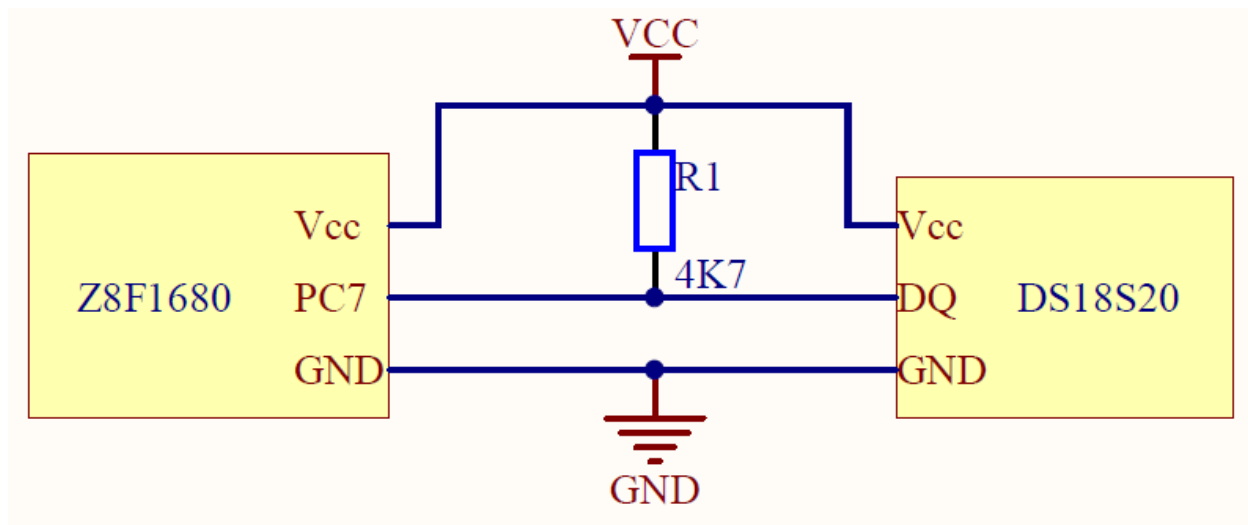 VCC
R1
4K7
Vcc
Z8F1680
PC7
GND
Vcc
DQ
DS18S20
GND
GND